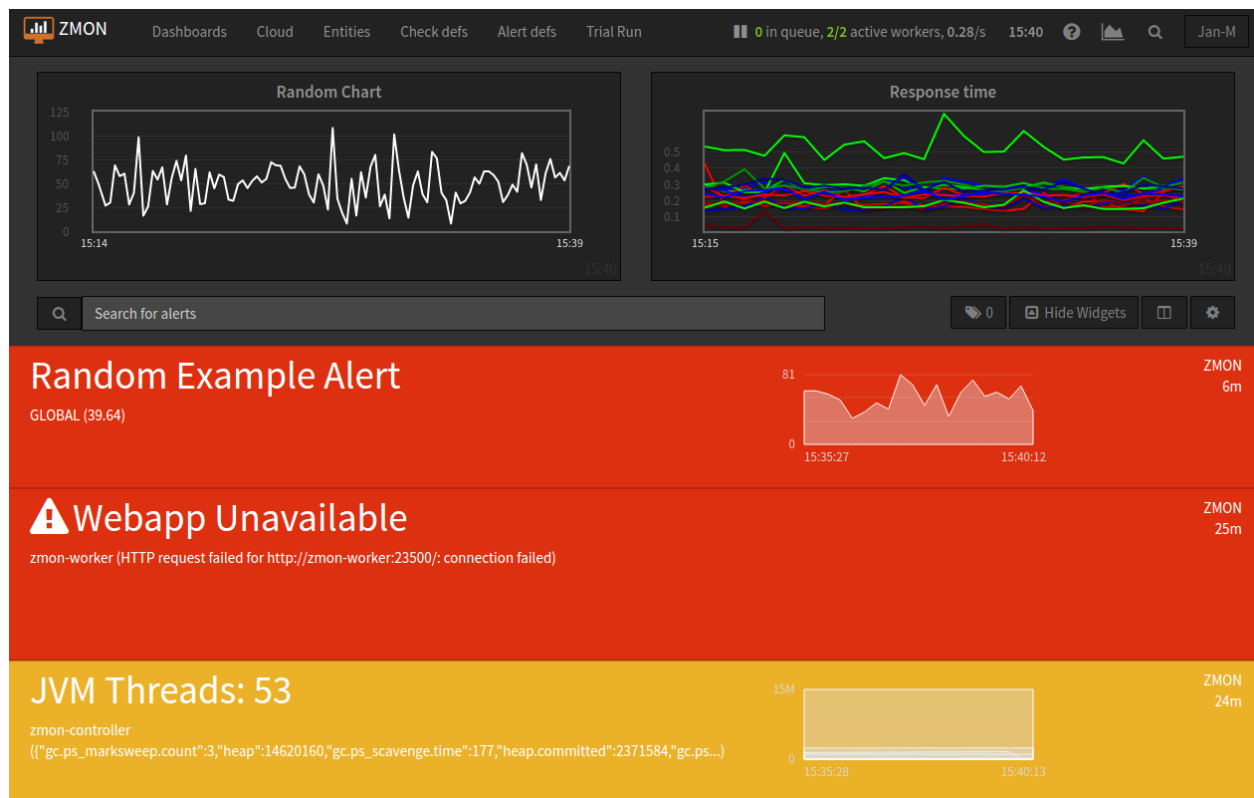 ZMON Dashboards Cloud Entities Check defs Alert defs Trial Run 0 in queue, 2/2 active workers, 0.28/s 15:40 Jan-M
Random Chart
125
100
75
50
25
0
15:14 15:39
15:40
Response time
0.5
0.4
0.3
0.2
0.1
15:15 15:39
15:40
Search for alerts 0 Hide Widgets
Random Example Alert
GLOBAL (39.64)
81
0
15:35:27 15:40:12
ZMON
6m
Webapp Unavailable
zmon-worker (HTTP request failed for http://zmon-worker:23500/: connection failed)
ZMON
25m
JVM Threads: 53
zmon-controller
({"gc.ps_marksweep.count":3,"heap":14620160,"gc.ps_scavenge.time":177,"heap.committed":2371584,"gc.ps...)
15M
0
15:35:28 15:40:13
ZMON
24m